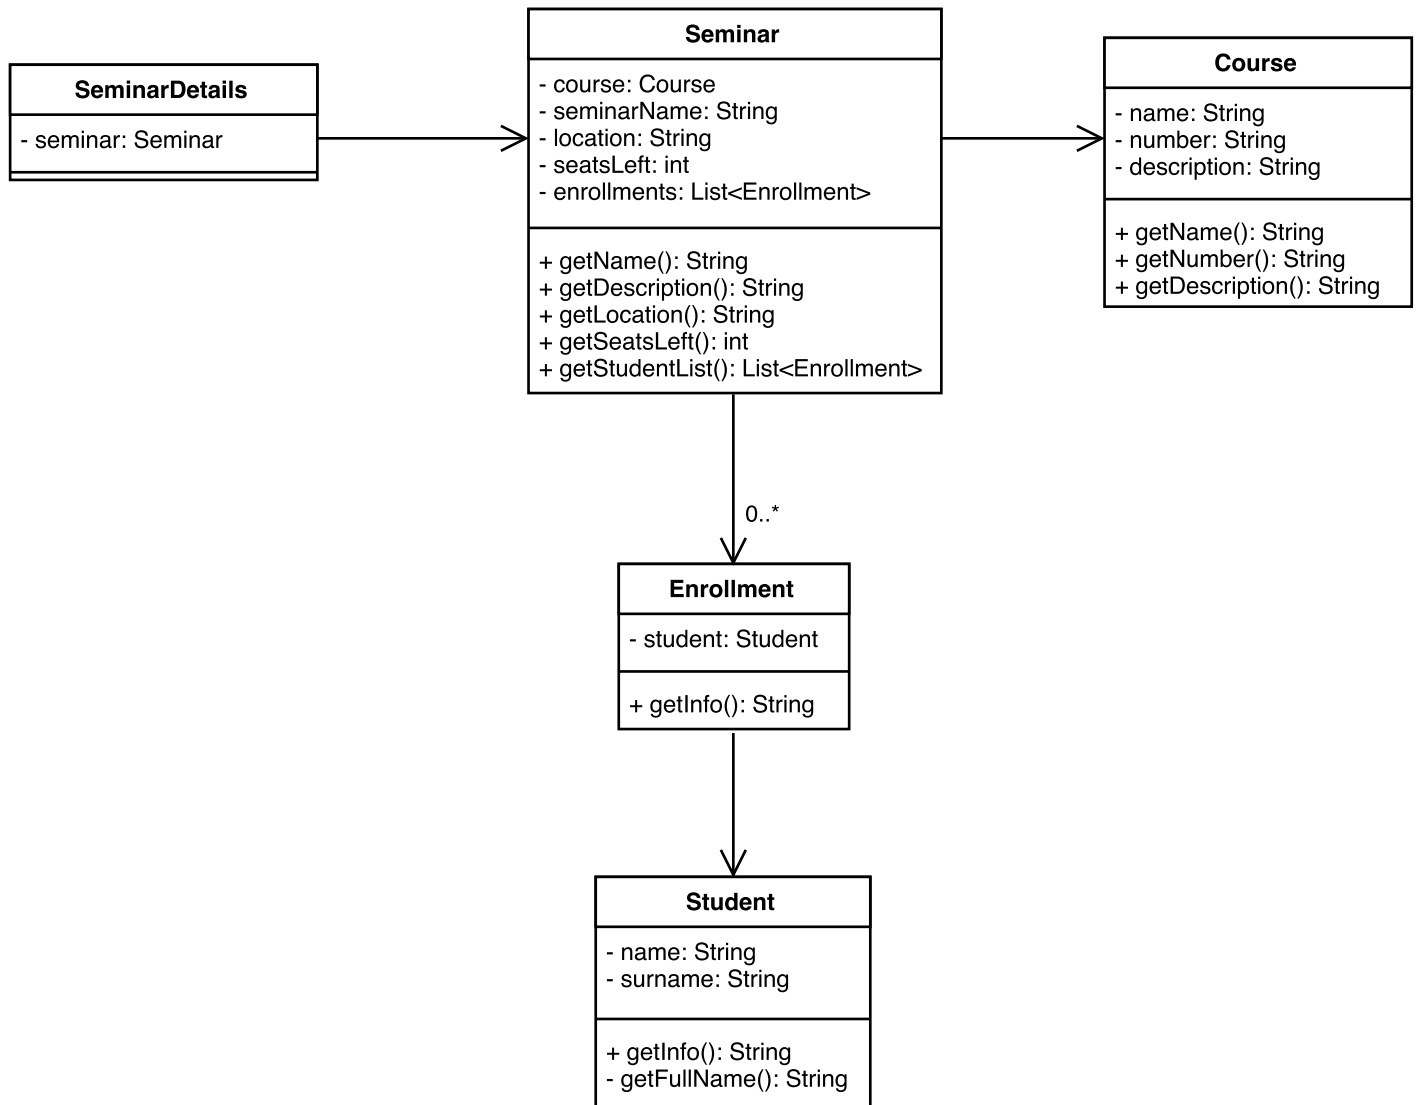 SeminarDetails
- seminar: Seminar
Seminar
- course: Course
- seminarName: String
- location: String
- seatsLeft: int
- enrollments: List<Enrollment>
+ getName(): String
+ getDescription(): String
+ getLocation(): String
+ getSeatsLeft(): int
+ getStudentList(): List<Enrollment>
Course
- name: String
- number: String
- description: String
+ getName(): String
+ getNumber(): String
+ getDescription(): String
0..*
Enrollment
- student: Student
+ getInfo(): String
Student
- name: String
- surname: String
+ getInfo(): String
- getFullName(): String